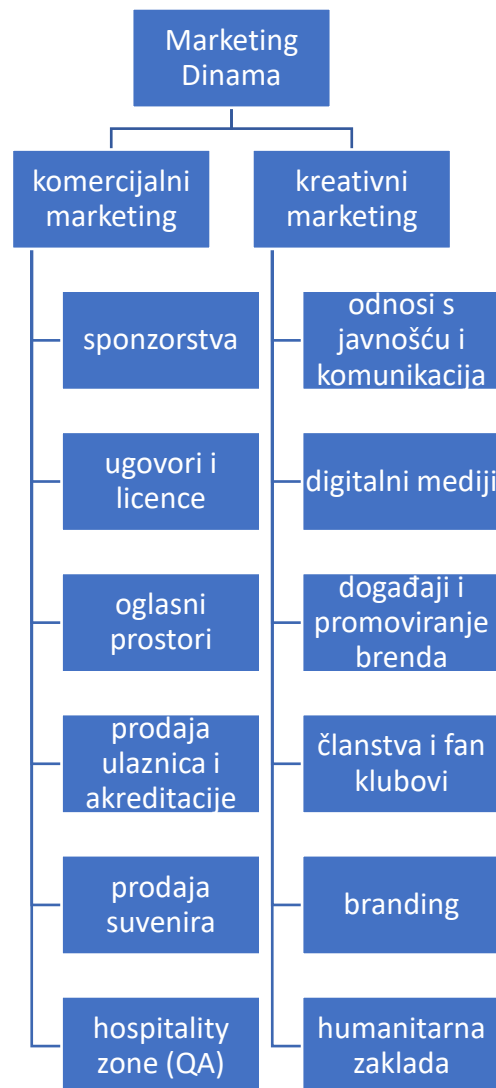 Marketing
Dinama
komercijalni
marketing
kreativni
marketing
sponzorstva
ugovori i
licence
oglasni
prostori
prodaja
ulaznica i
akreditacije
prodaja
suvenira
hospitality
zone (QA)
odnosi s
javnošću i
komunikacija
digitalni mediji
događaji i
promoviranje
brenda
članstva i fan
klubovi
branding
humanitarna
zaklada